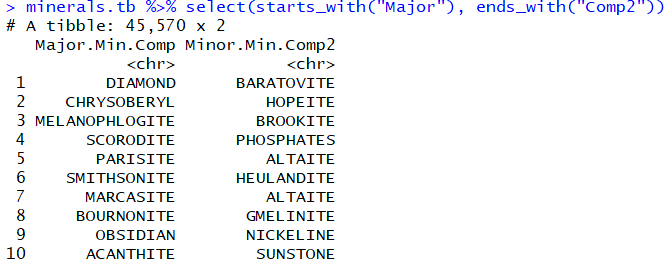 > minerals.tb %>% select(starts_with("Major"), ends_with("Comp2"))
# A tibble: 45,570 x 2
   Major.Min.Comp Minor.Min.Comp2
            <chr>           <chr>
 1        DIAMOND      BARATOVITE
 2    CHRYSOBERYL         HOPEITE
 3 MELANOPHLOGITE        BROOKITE
 4      SCORODITE      PHOSPHATES
 5       PARISITE         ALTAITE
 6    SMITHSONITE      HEULANDITE
 7      MARCASITE         ALTAITE
 8     BOURNONITE       GMELINITE
 9       OBSIDIAN       NICKELINE
10      ACANTHITE        SUNSTONE